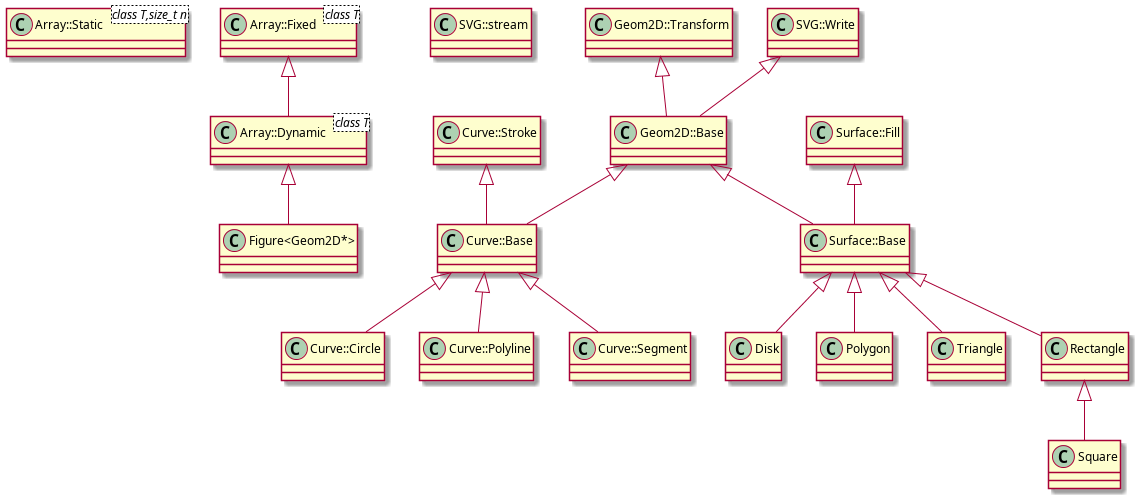 C Array::Static class T,size_t n
C Array::Fixed class T
C SVG::stream
C Geom2D::Transform
C SVG::Write
C Array::Dynamic class T
C Curve::Stroke
C Geom2D::Base
C Surface::Fill
C Figure<Geom2D*>
C Curve::Base
C Surface::Base
C Curve::Circle
C Curve::Polyline
C Curve::Segment
C Disk
C Polygon
C Triangle
C Rectangle
C Square